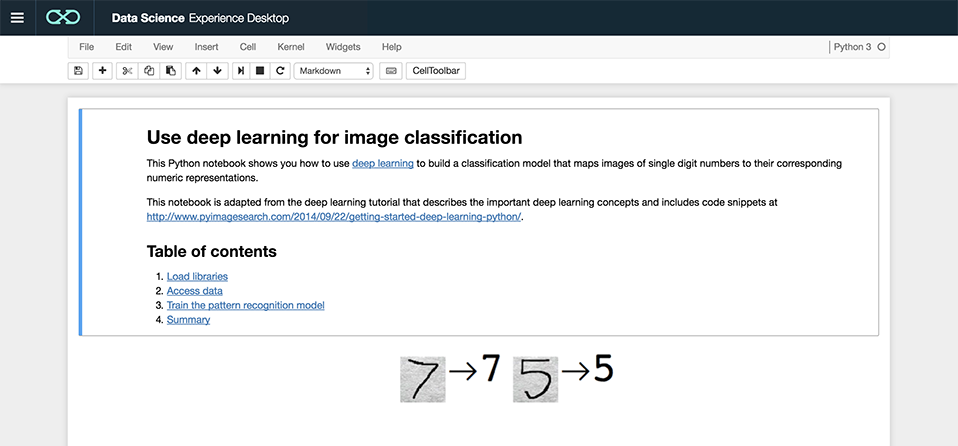 Data Science Experience Desktop
File Edit View Insert Cell Kernel Widgets Help Python 3
Markdown CellToolbar
Use deep learning for image classification
This Python notebook shows you how to use deep learning to build a classification model that maps images of single digit numbers to their corresponding
numeric representations.
This notebook is adapted from the deep learning tutorial that describes the important deep learning concepts and includes code snippets at
http://www.pyimagesearch.com/2014/09/22/getting-started-deep-learning-python/.
Table of contents
1. Load libraries
2. Access data
3. Train the pattern recognition model
4. Summary
7→7 5→5